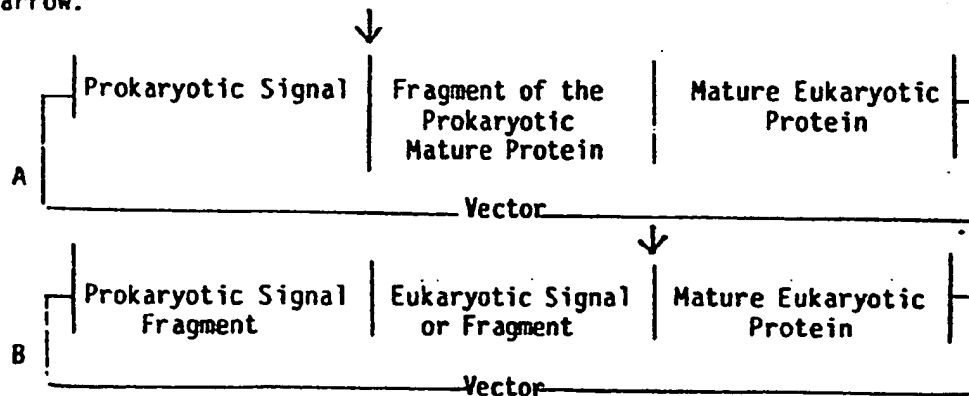 arrow.
Prokaryotic Signal Fragment of the Mature Eukaryotic
Prokaryotic Protein
Mature Protein
A
Vector
Prokaryotic Signal Eukaryotic Signal Mature Eukaryotic
Fragment or Fragment Protein
B
Vector